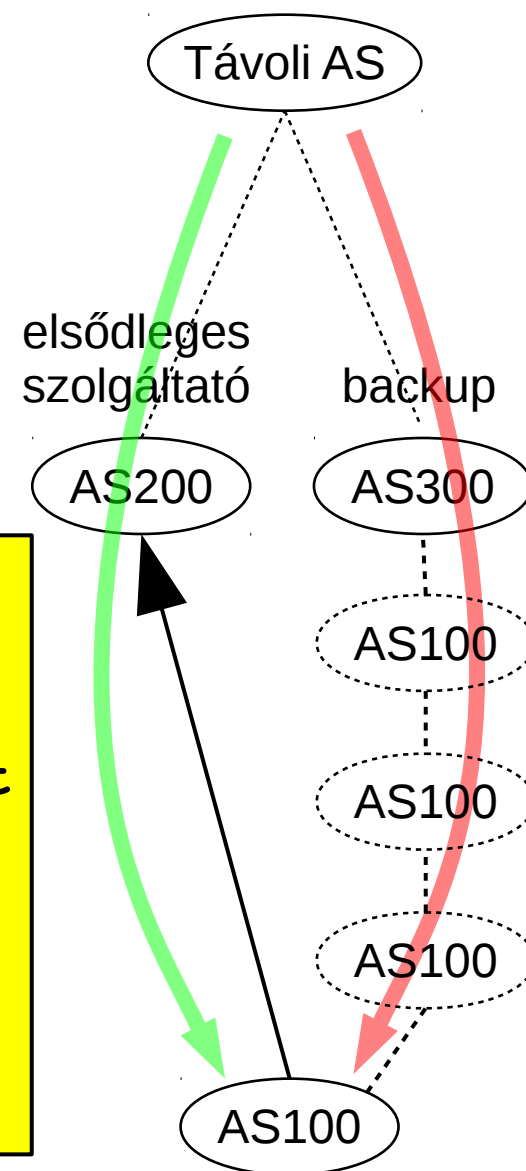 Távoli AS
elsődleges
szolgáltató
backup
AS200
AS300
AS100
AS100
AS100
AS100